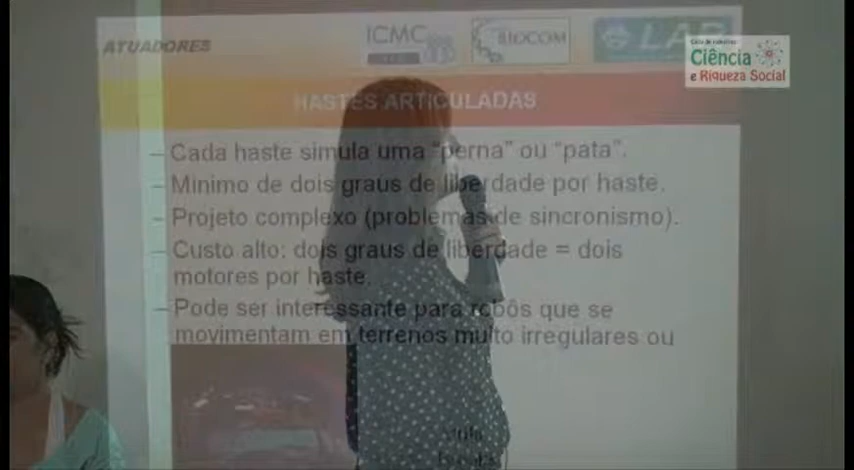 ATUADORES
ICMC
BIOCOM
LAR
Ciência
e Riqueza Social
HASTES ARTICULADAS
– Cada haste simula uma "perna" ou "pata".
– Minimo de dois graus de liberdade por haste.
– Projeto complexo (problemas de sincronismo).
– Custo alto: dois graus de liberdade = dois
motores por haste.
– Pode ser interessante para robôs que se
movimentam em terrenos muito irregulares ou